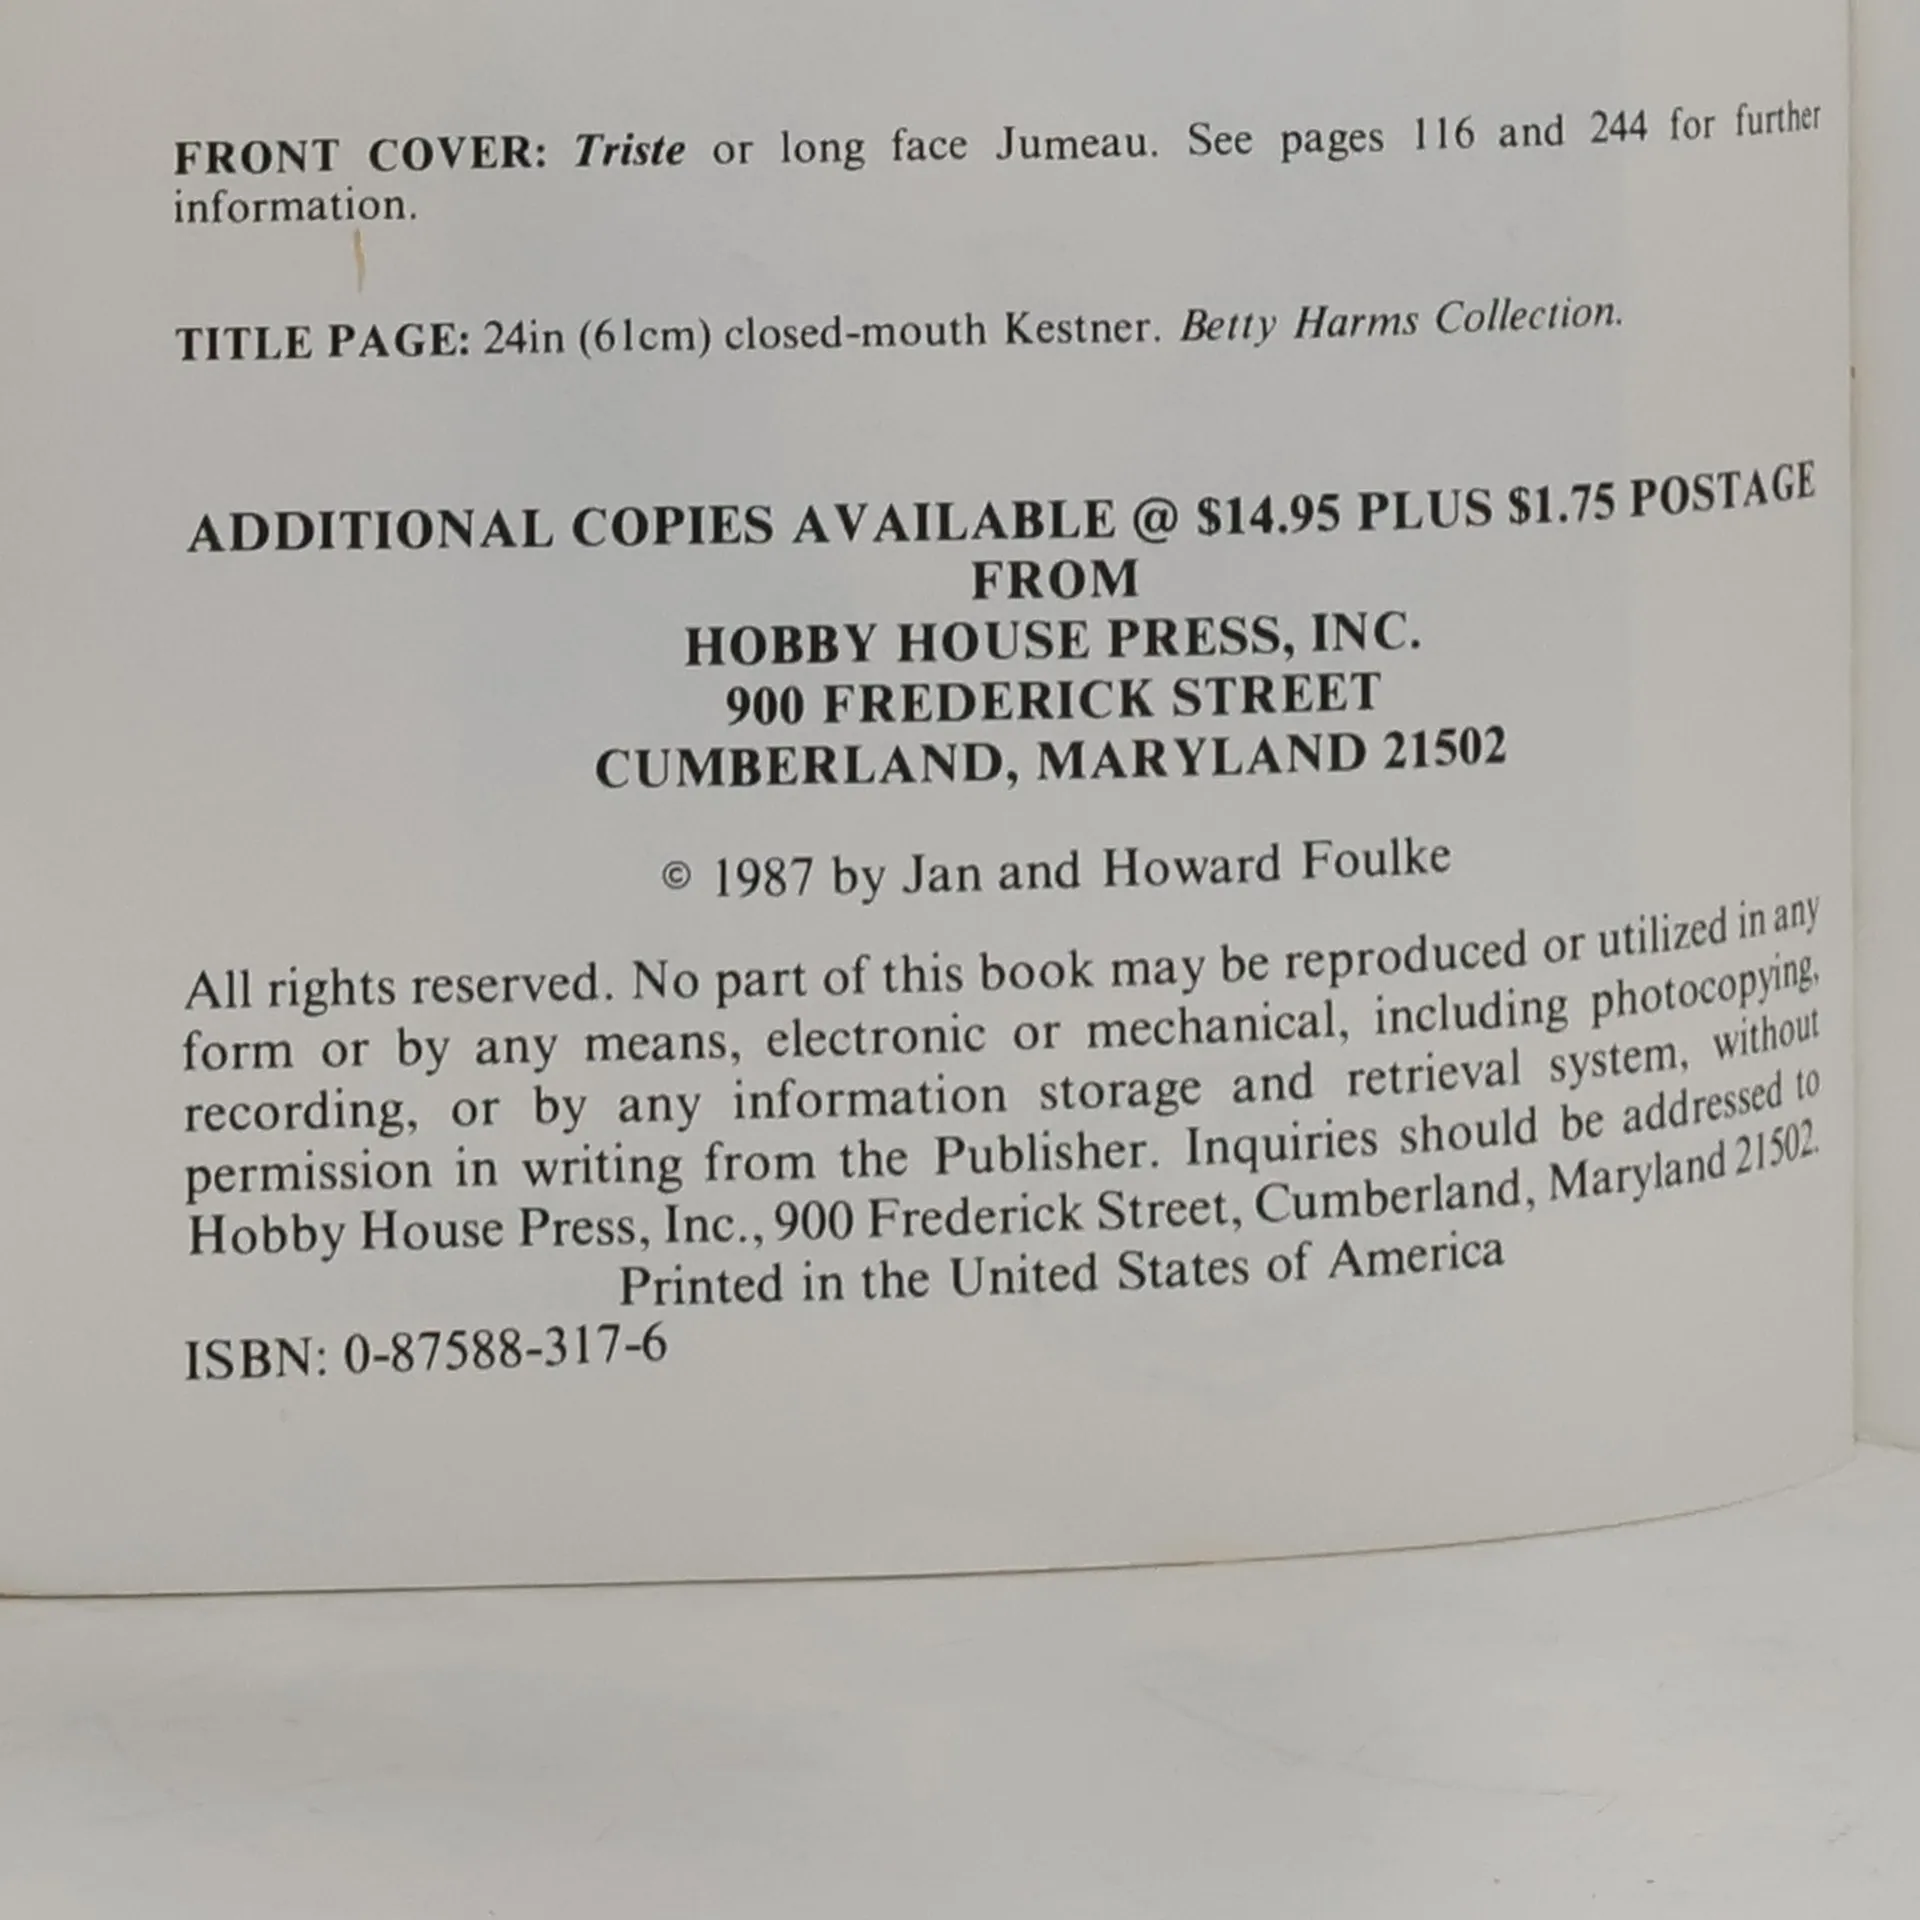 FRONT COVER: Triste or long face Jumeau. See pages 116 and 244 for further
information.
TITLE PAGE: 24in (61cm) closed-mouth Kestner. Betty Harms Collection.
ADDITIONAL COPIES AVAILABLE @ $14.95 PLUS $1.75 POSTAGE
FROM
HOBBY HOUSE PRESS, INC.
900 FREDERICK STREET
CUMBERLAND, MARYLAND 21502
© 1987 by Jan and Howard Foulke
All rights reserved. No part of this book may be reproduced or utilized in any
form or by any means, electronic or mechanical, including photocopying,
recording, or by any information storage and retrieval system, without
permission in writing from the Publisher. Inquiries should be addressed to
Hobby House Press, Inc., 900 Frederick Street, Cumberland, Maryland 21502.
Printed in the United States of America
ISBN: 0-87588-317-6